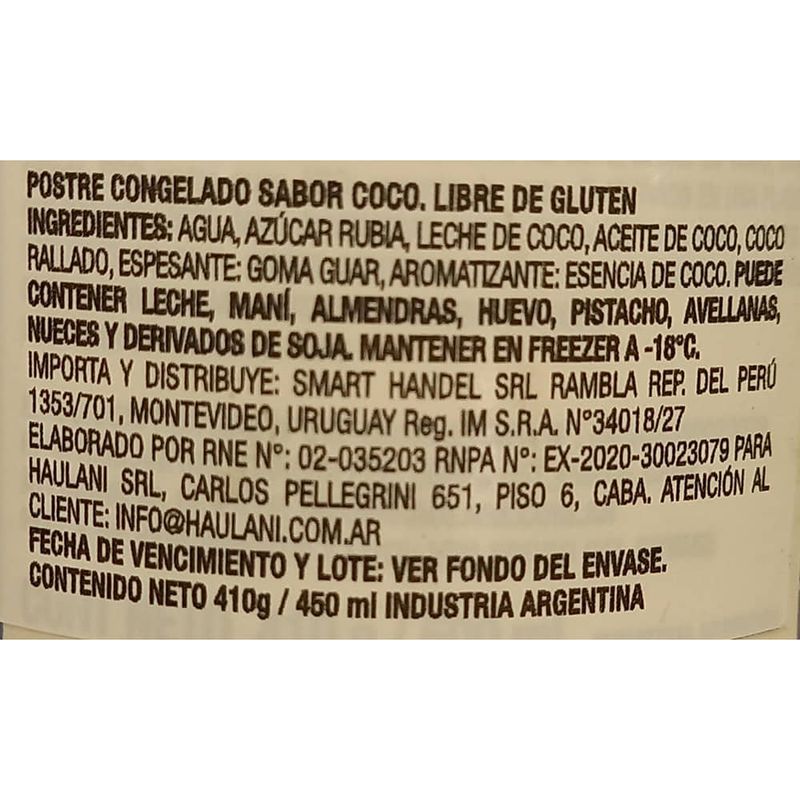 POSTRE CONGELADO SABOR COCO. LIBRE DE GLUTEN
INGREDIENTES: AGUA, AZÚCAR RUBIA, LECHE DE COCO, ACEITE DE COCO, COCO
RALLADO, ESPESANTE: GOMA GUAR, AROMATIZANTE: ESENCIA DE COCO. PUEDE
CONTENER LECHE, MANÍ, ALMENDRAS, HUEVO, PISTACHO, AVELLANAS,
NUECES Y DERIVADOS DE SOJA. MANTENER EN FREEZER A -18°C.
IMPORTA Y DISTRIBUYE: SMART HANDEL SRL RAMBLA REP. DEL PERÚ
1353/701, MONTEVIDEO, URUGUAY Reg. IM S.R.A. N°34018/27
ELABORADO POR RNE N°: 02-035203 RNPA N°: EX-2020-30023079 PARA
HAULANI SRL, CARLOS PELLEGRINI 651, PISO 6, CABA. ATENCIÓN AL
CLIENTE: INFO@HAULANI.COM.AR
FECHA DE VENCIMIENTO Y LOTE: VER FONDO DEL ENVASE.
CONTENIDO NETO 410g / 450 ml INDUSTRIA ARGENTINA